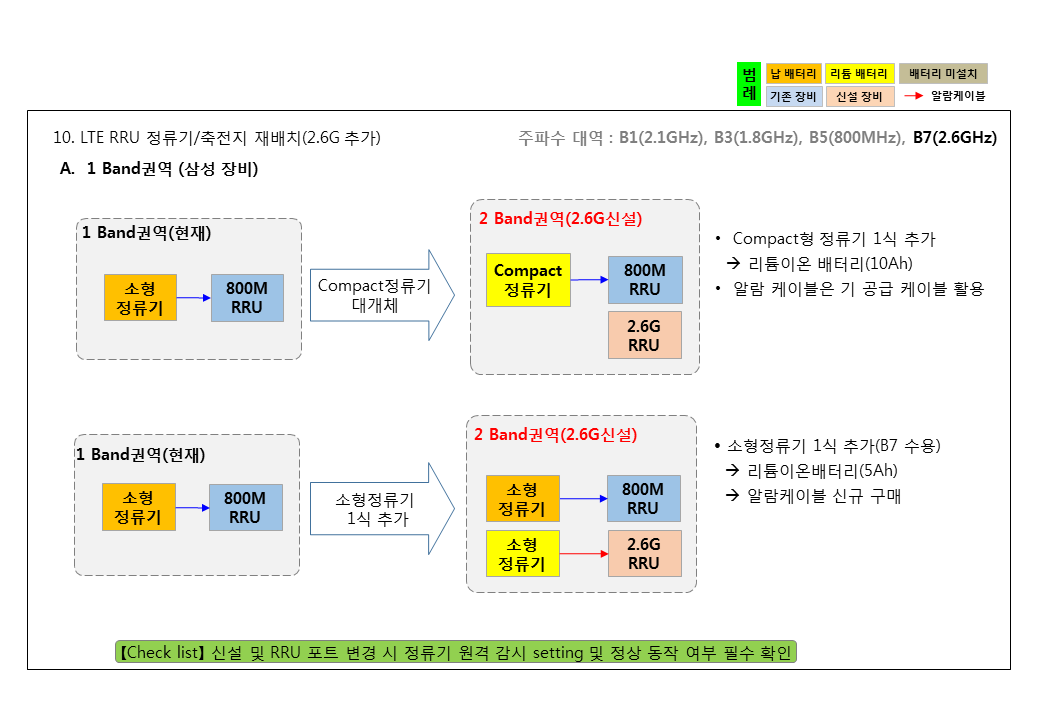 범례
납 배터리
리튬 배터리
배터리 미설치
기존 장비
신설 장비
알람케이블
10. LTE RRU 정류기/축전지 재배치(2.6G 추가)
주파수 대역 : B1(2.1GHz), B3(1.8GHz), B5(800MHz), B7(2.6GHz)
A. 1 Band권역 (삼성 장비)
1 Band권역(현재)
소형
정류기
800M
RRU
Compact정류기
대개체
2 Band권역(2.6G신설)
Compact
정류기
800M
RRU
2.6G
RRU
• Compact형 정류기 1식 추가
→ 리튬이온 배터리(10Ah)
• 알람 케이블은 기 공급 케이블 활용
1 Band권역(현재)
소형
정류기
800M
RRU
소형정류기
1식 추가
2 Band권역(2.6G신설)
소형
정류기
800M
RRU
소형
정류기
2.6G
RRU
• 소형정류기 1식 추가(B7 수용)
→ 리튬이온배터리(5Ah)
→ 알람케이블 신규 구매
【Check list】 신설 및 RRU 포트 변경 시 정류기 원격 감시 setting 및 정상 동작 여부 필수 확인